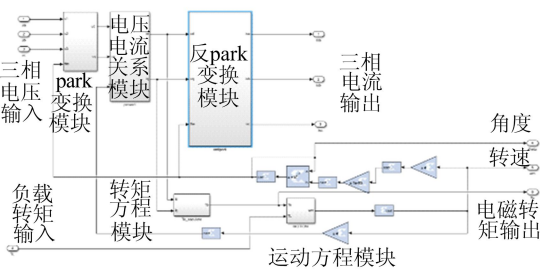 三相
电压
输入
park
变换
模块
电压
电流
关系
模块
反park
变换
模块
三相
电流
输出
角度
转速
负载
转矩
输入
转矩
方程
模块
电磁转
矩输出
运动方程模块